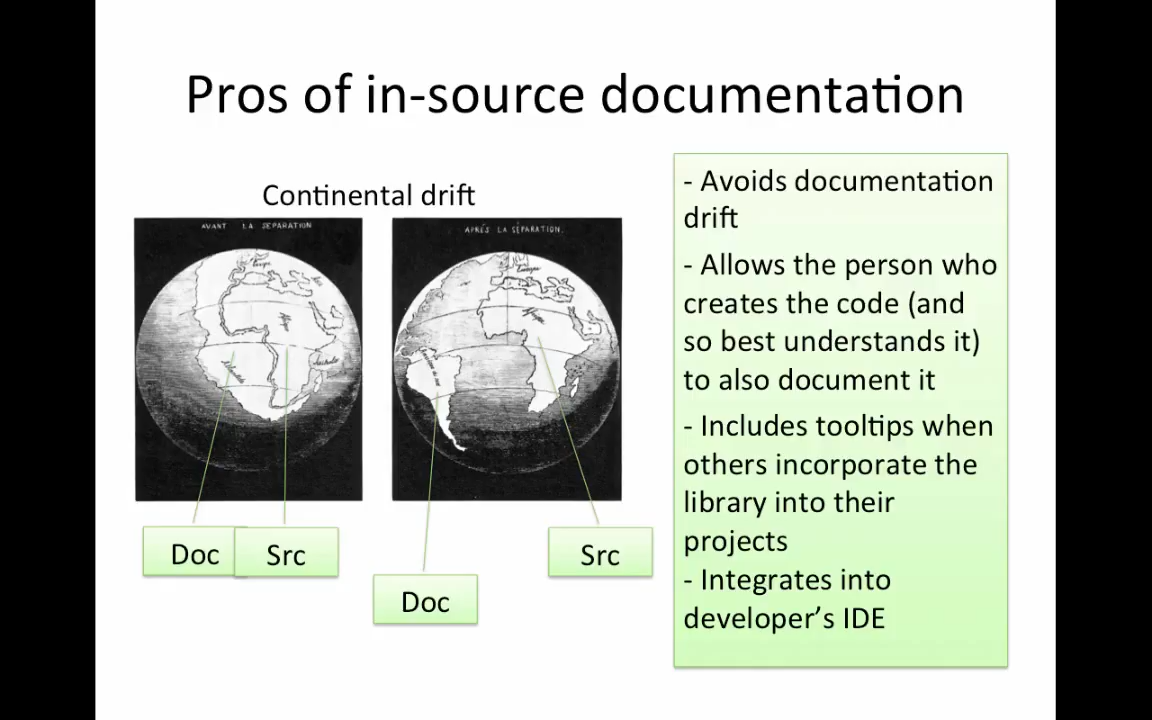 Pros of in-source documentation
Continental drift
AVANT LA SEPARATION
APRÉS LA SÉPARATION.
Doc
Src
Doc
Src
- Avoids documentation
drift
- Allows the person who
creates the code (and
so best understands it)
to also document it
- Includes tooltips when
others incorporate the
library into their
projects
- Integrates into
developer’s IDE